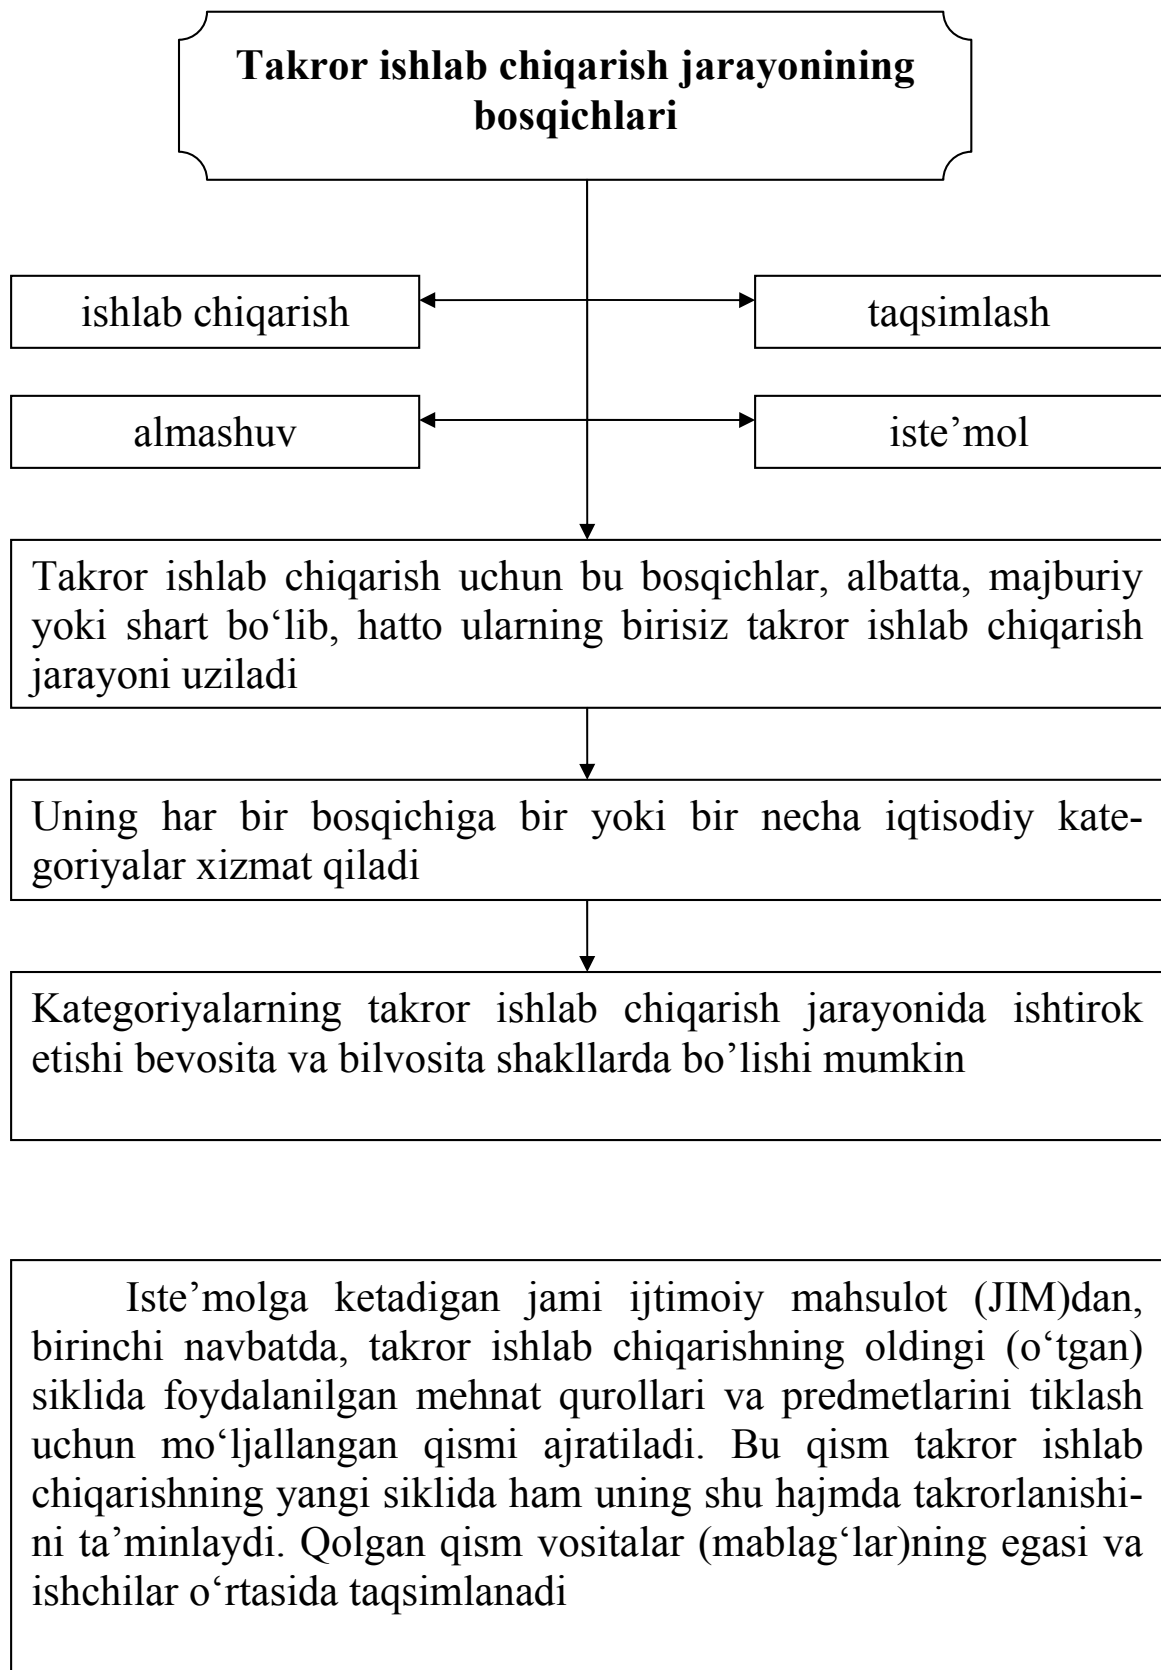 Takror ishlab chiqarish jarayonining
bosqichlari
ishlab chiqarish
taqsimlash
almashuv
iste’mol
Takror ishlab chiqarish uchun bu bosqichlar, albatta, majburiy
yoki shart bo‘lib, hatto ularning birisiz takror ishlab chiqarish
jarayoni uziladi
Uning har bir bosqichiga bir yoki bir necha iqtisodiy kate-
goriyalar xizmat qiladi
Kategoriyalarning takror ishlab chiqarish jarayonida ishtirok
etishi bevosita va bilvosita shakllarda bo’lishi mumkin
Iste’molga ketadigan jami ijtimoiy mahsulot (JIM)dan,
birinchi navbatda, takror ishlab chiqarishning oldingi (o‘tgan)
siklida foydalanilgan mehnat qurollari va predmetlarini tiklash
uchun mo‘ljallangan qismi ajratiladi. Bu qism takror ishlab
chiqarishning yangi siklida ham uning shu hajmda takrorlanishi-
ni ta’minlaydi. Qolgan qism vositalar (mablag‘lar)ning egasi va
ishchilar o‘rtasida taqsimlanadi